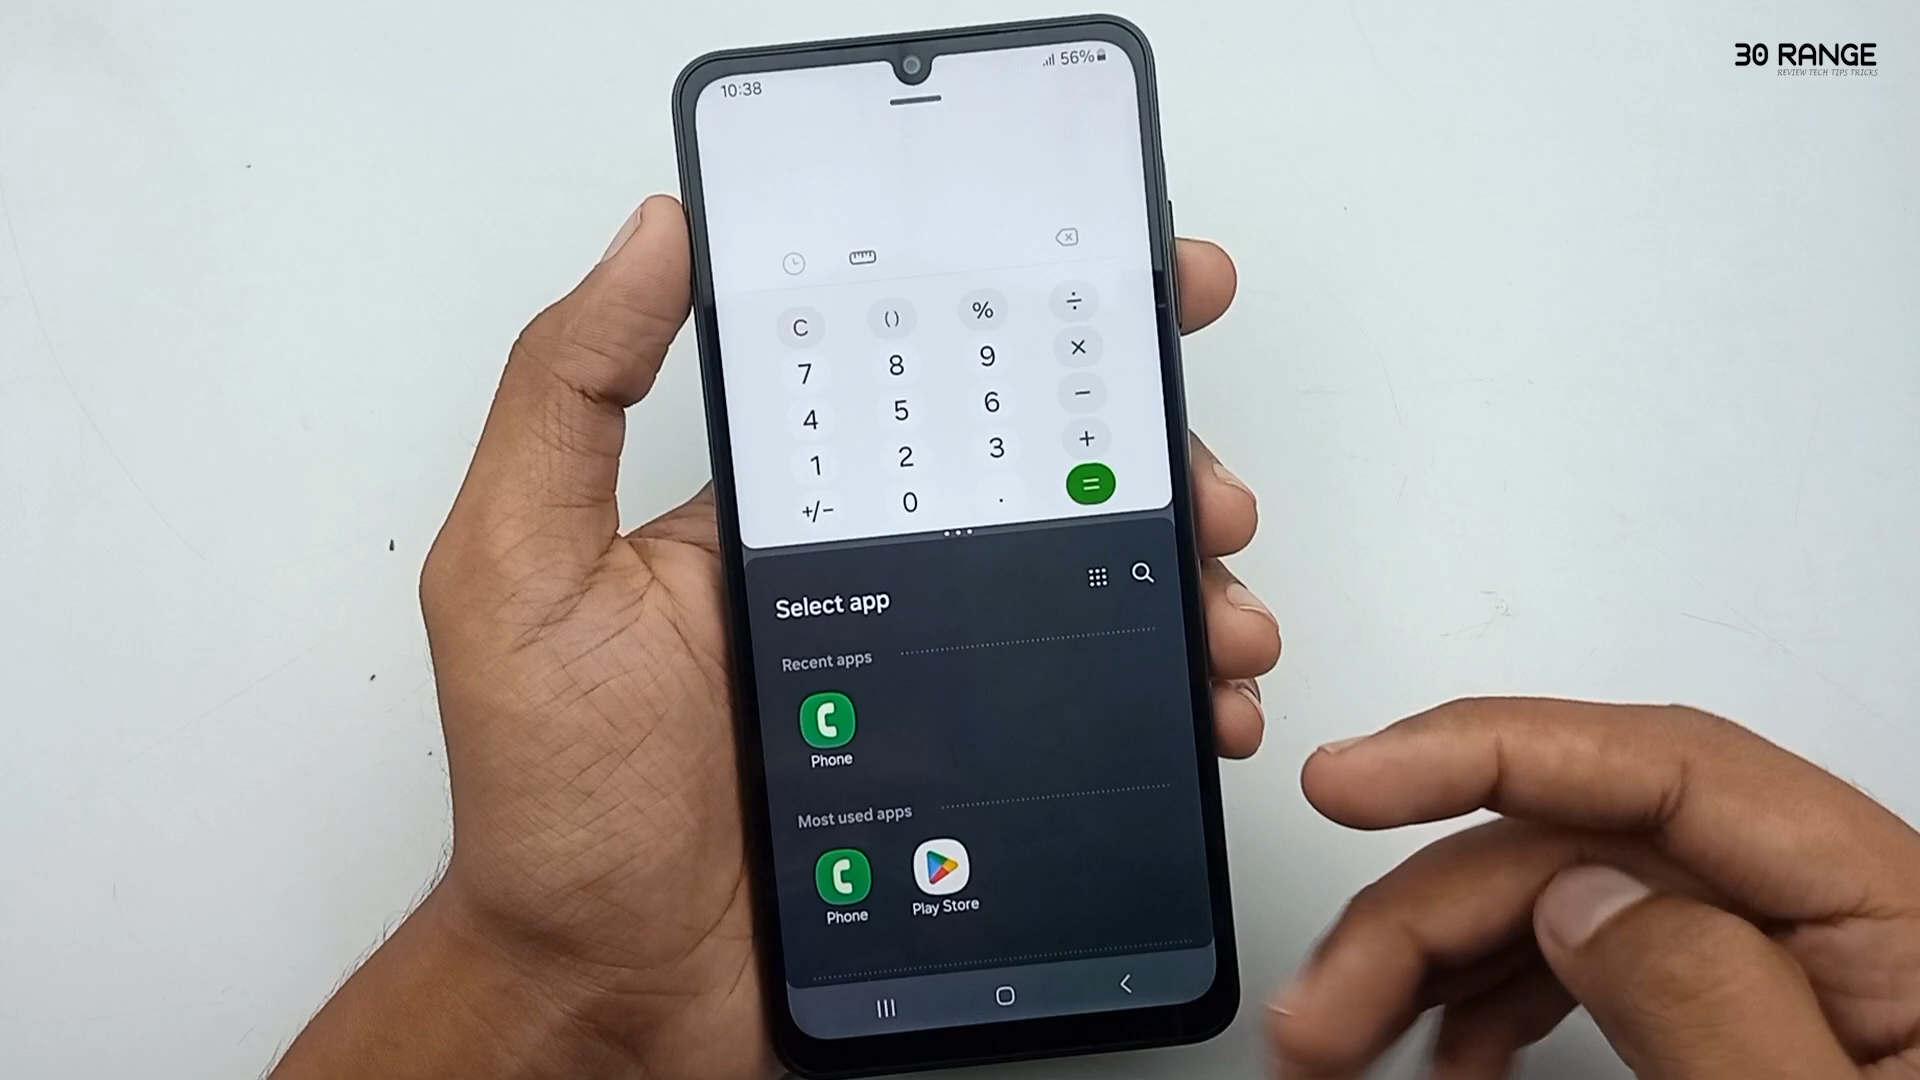 30 RANGE
REVIEW TECH TIPS TRICKS
10:38
56%
C () % ÷
7 8 9 ×
4 5 6 −
1 2 3 +
+/− 0 . =
Select app
Recent apps
Phone
Most used apps
Phone
Play Store